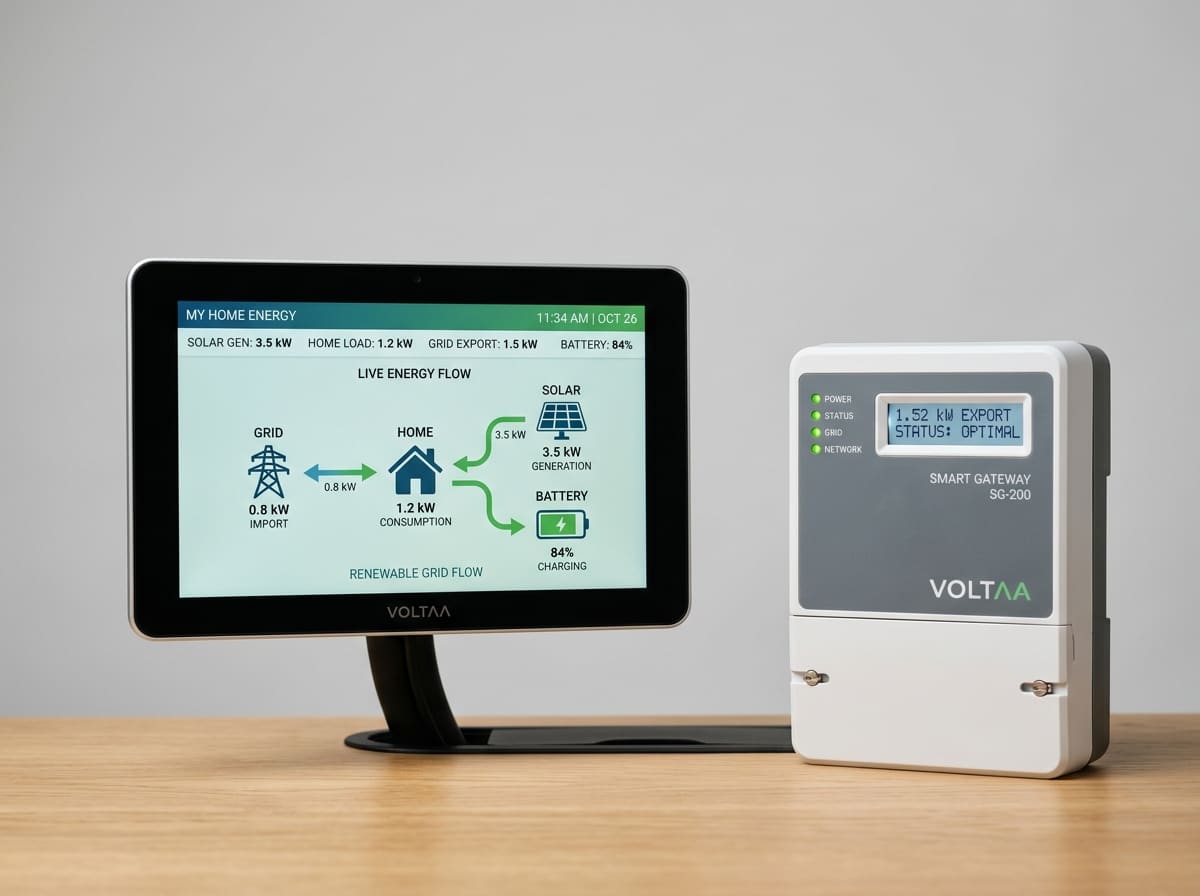 MY HOME ENERGY
11:34 AM | OCT 26
SOLAR GEN: 3.5 kW
HOME LOAD: 1.2 kW
GRID EXPORT: 1.5 kW
BATTERY: 84%
LIVE ENERGY FLOW
SOLAR
3.5 kW
3.5 kW
GENERATION
GRID
0.8 kW
IMPORT
0.8 kW
HOME
1.2 kW
CONSUMPTION
BATTERY
84%
CHARGING
RENEWABLE GRID FLOW
VOLTΛΛ
POWER
STATUS
GRID
NETWORK
1.52 kW EXPORT
STATUS: OPTIMAL
SMART GATEWAY
SG-200
VOLTΛA